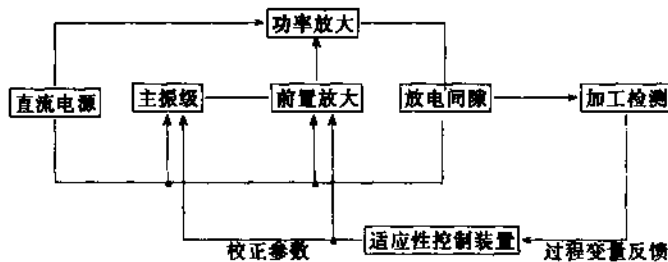 功率放大
直流电源
主振级
前置放大
放电间隙
加工检测
校正参数
适应性控制装置
过程变量反馈